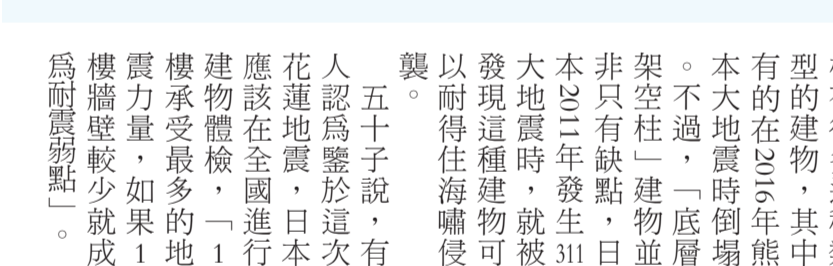 型的建物，其中
有的在2016年熊
本大地震時倒塌
。不過，「底層
架空柱」建物並
非只有缺點，日
本2011年發生311
大地震時，就被
發現這種建物可
以耐得住海嘯侵
襲。
五十子說，有
人認爲鑒於這次
花蓮地震，日本
應該在全國進行
建物體檢，「1
樓承受最多的地
震力量，如果1
樓牆壁較少就成
爲耐震弱點」。